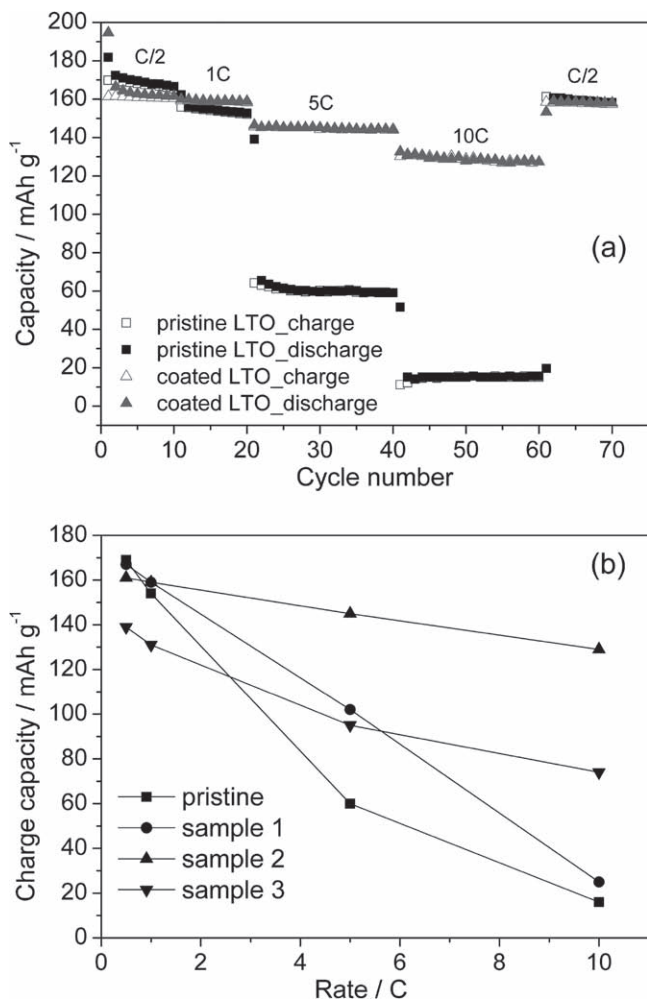 (a)
Capacity / mAh g-1
200
180
160
140
120
100
80
60
40
20
0
C/2
1C
5C
10C
C/2
pristine LTO_charge
pristine LTO_discharge
coated LTO_charge
coated LTO_discharge
0 10 20 30 40 50 60 70
Cycle number
(b)
Charge capacity / mAh g-1
180
160
140
120
100
80
60
40
20
0
pristine
sample 1
sample 2
sample 3
0 2 4 6 8 10
Rate / C